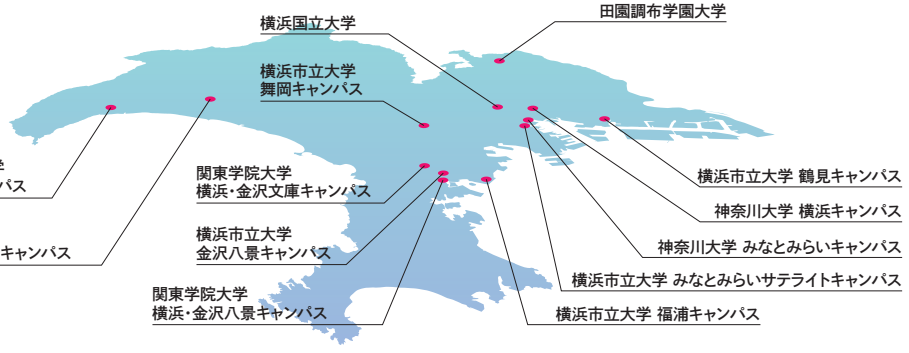 田園調布学園大学
横浜国立大学
横浜市立大学
舞岡キャンパス
関東学院大学
横浜・金沢文庫キャンパス
横浜市立大学
金沢八景キャンパス
関東学院大学
横浜・金沢八景キャンパス
パス
キャンパス
横浜市立大学 鶴見キャンパス
神奈川大学 横浜キャンパス
神奈川大学 みなとみらいキャンパス
横浜市立大学 みなとみらいサテライトキャンパス
横浜市立大学 福浦キャンパス